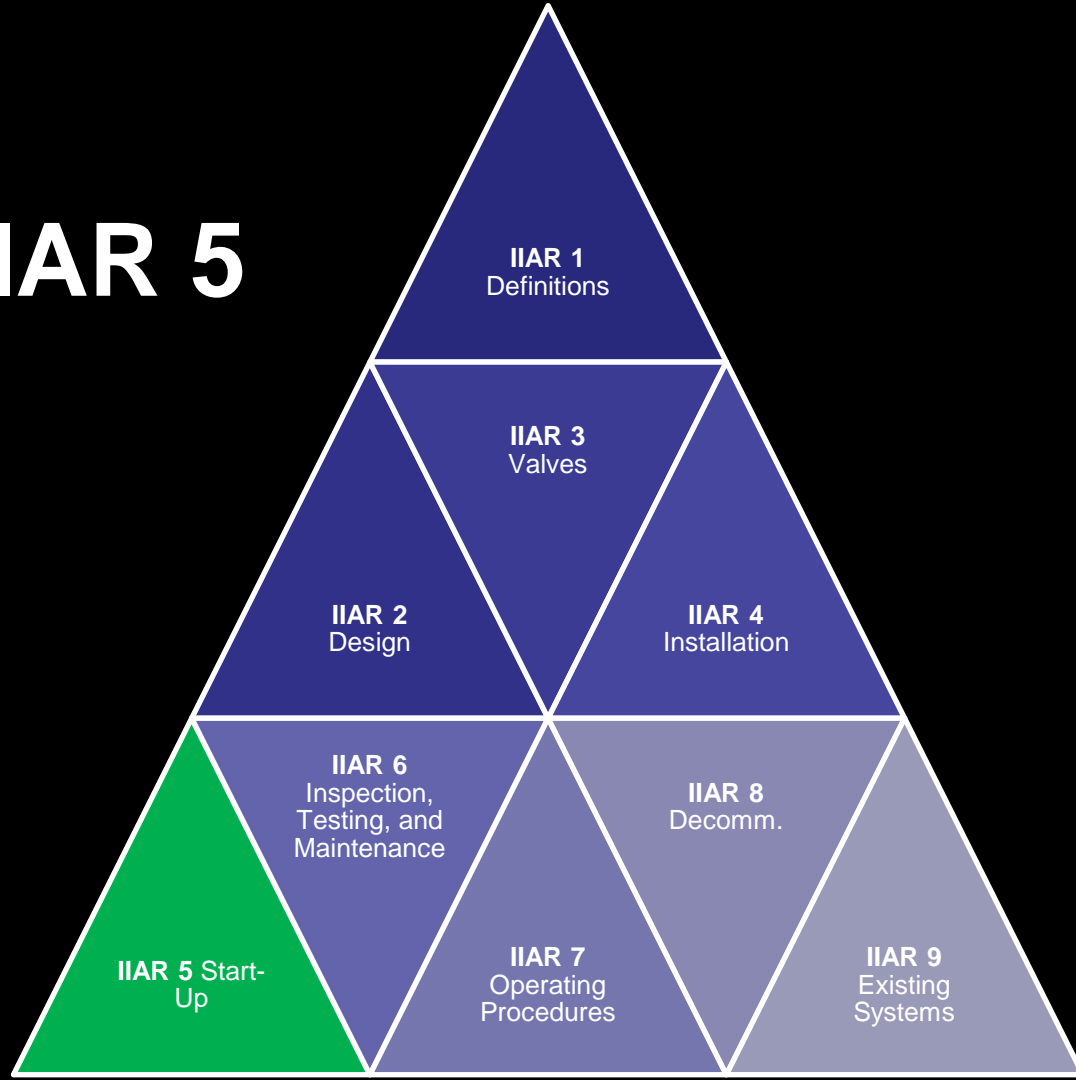 IIAR 5
IIAR 1
Definitions
IIAR 3
Valves
IIAR 2
Design
IIAR 4
Installation
IIAR 6
Inspection,
Testing, and
Maintenance
IIAR 8
Decomm.
IIAR 5 Start-
Up
IIAR 7
Operating
Procedures
IIAR 9
Existing
Systems